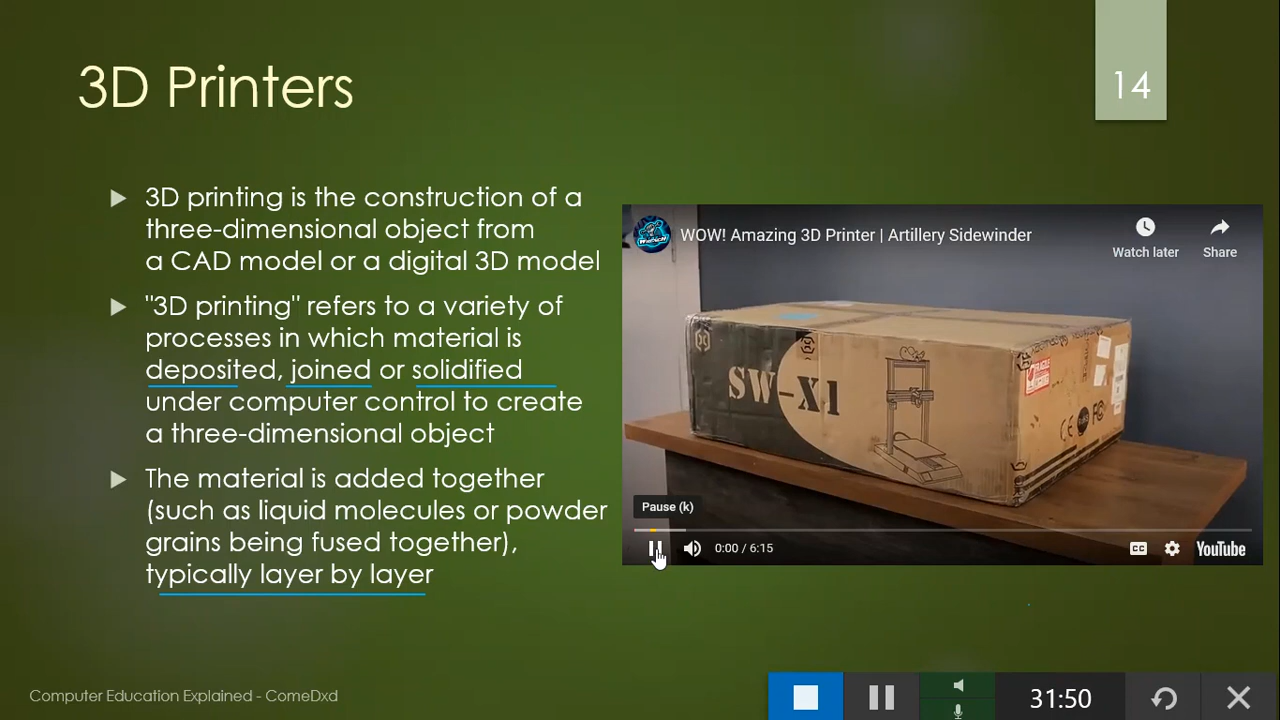 3D Printers
14
3D printing is the construction of a
three-dimensional object from
a CAD model or a digital 3D model
"3D printing" refers to a variety of
processes in which material is
deposited, joined or solidified
under computer control to create
a three-dimensional object
The material is added together
(such as liquid molecules or powder
grains being fused together),
typically layer by layer
WOW! Amazing 3D Printer | Artillery Sidewinder
Watch later
Share
SW-X1
FRAGILE
CE FC
Pause (k)
0:00 / 6:15
CC
YouTube
Computer Education Explained - ComeDxd
31:50